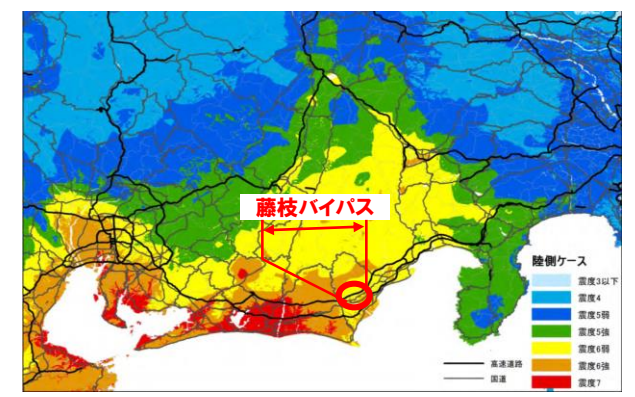 藤枝バイパス
陸側ケース
震度3以下
震度4
震度5弱
震度5強
震度6弱
震度6強
震度7
高速道路
国道